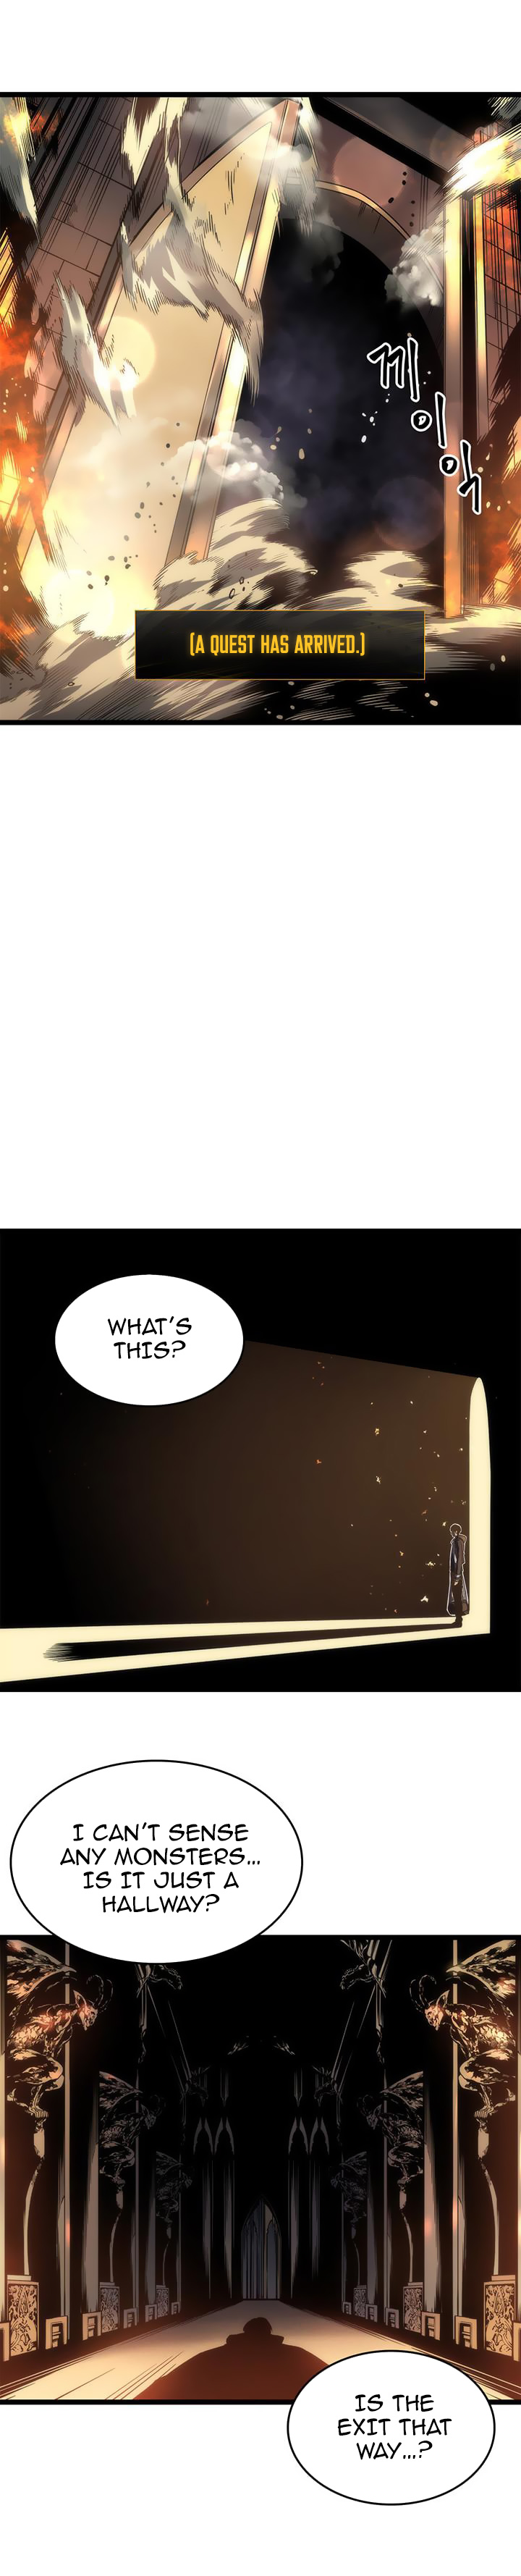 끼
이
익
(A QUEST HAS ARRIVED.)
WHAT'S
THIS?
I CAN'T SENSE
ANY MONSTERS...
IS IT JUST A
HALLWAY?
IS THE
EXIT THAT
WAY...?